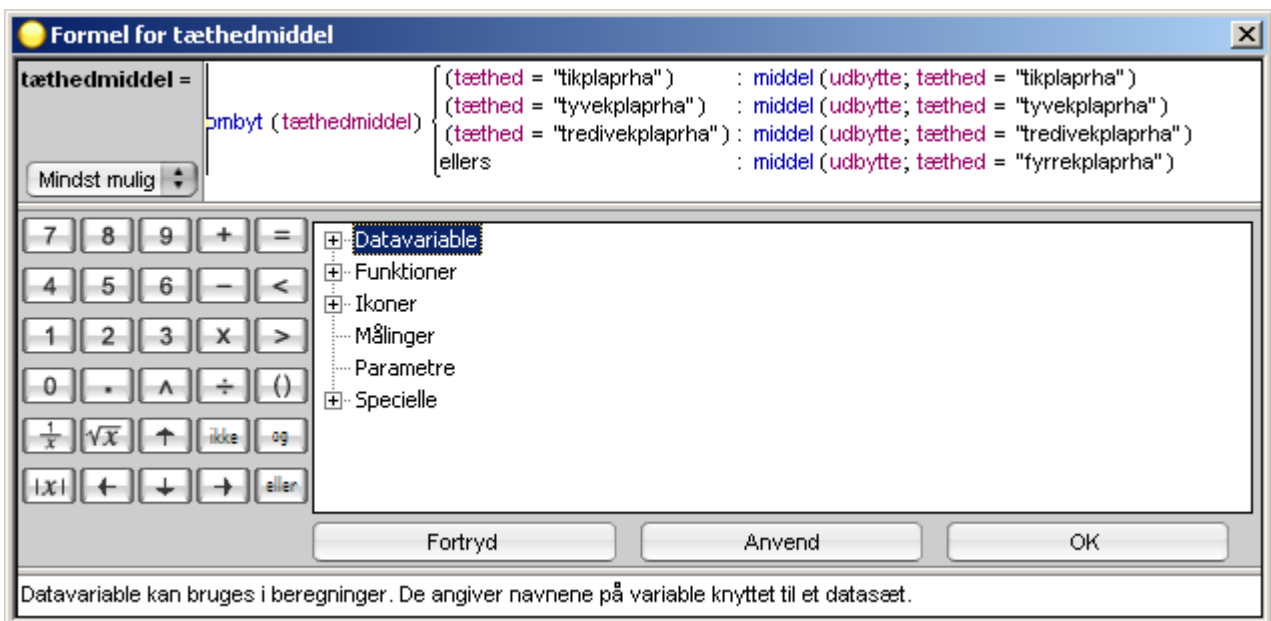 Formel for tæthedmiddel
tæthedmiddel =
ombyt (tæthedmiddel)
(tæthed = "tikplaprha") : middel (udbytte; tæthed = "tikplaprha")
(tæthed = "tyvekplaprha") : middel (udbytte; tæthed = "tyvekplaprha")
(tæthed = "tredivekplaprha") : middel (udbytte; tæthed = "tredivekplaprha")
ellers : middel (udbytte; tæthed = "fyrrekplaprha")
Mindst mulig
7 8 9 + =
4 5 6 − <
1 2 3 x >
0 . ^ ÷ ()
1/x √x ↑ ikke og
|x| ← ↓ → eller
Datavariable
Funktioner
Ikoner
Målinger
Parametre
Specielle
Fortryd Anvend OK
Datavariable kan bruges i beregninger. De angiver navnene på variable knyttet til et datasæt.